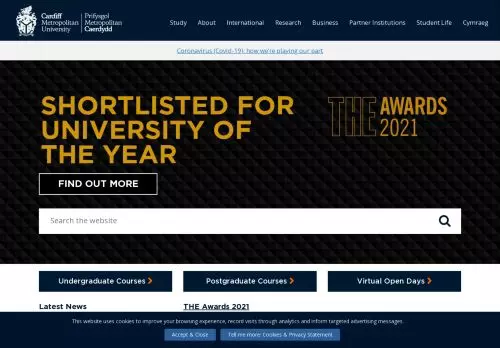 Cardiff
Metropolitan
University
Prifysgol
Metropolitan
Caerdydd
Study About International Research Business Partner Institutions Student Life Cymraeg
Coronavirus (Covid-19): how we're playing our part
SHORTLISTED FOR
UNIVERSITY OF
THE YEAR
THE AWARDS
2021
FIND OUT MORE
Search the website
Undergraduate Courses Postgraduate Courses Virtual Open Days
Latest News THE Awards 2021
This website uses cookies to improve your browsing experience, record visits through analytics and inform targeted advertising messages.
Accept & Close Tell me more: Cookies & Privacy Statement